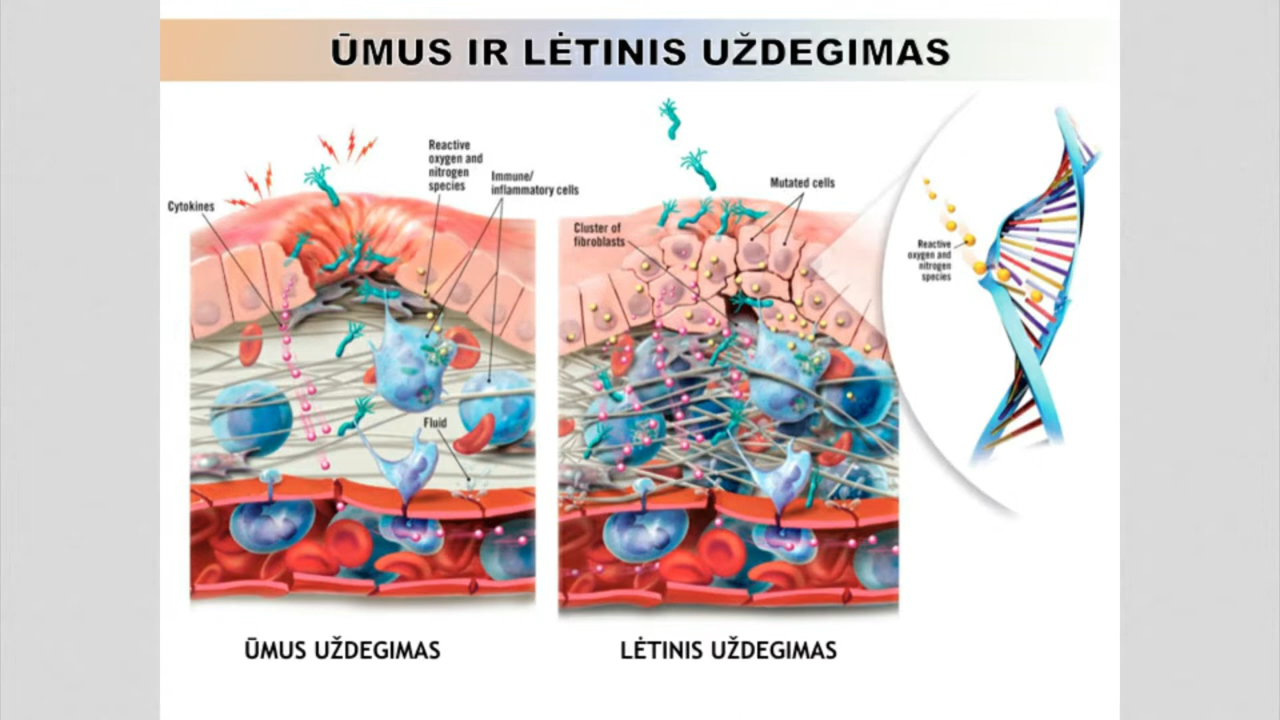 ŪMUS IR LĖTINIS UŽDEGIMAS
Cytokines
Reactive
oxygen and
nitrogen
species
Immune/
inflammatory cells
Fluid
Cluster of
fibroblasts
Mutated cells
Reactive
oxygen and
nitrogen
species
ŪMUS UŽDEGIMAS
LĖTINIS UŽDEGIMAS